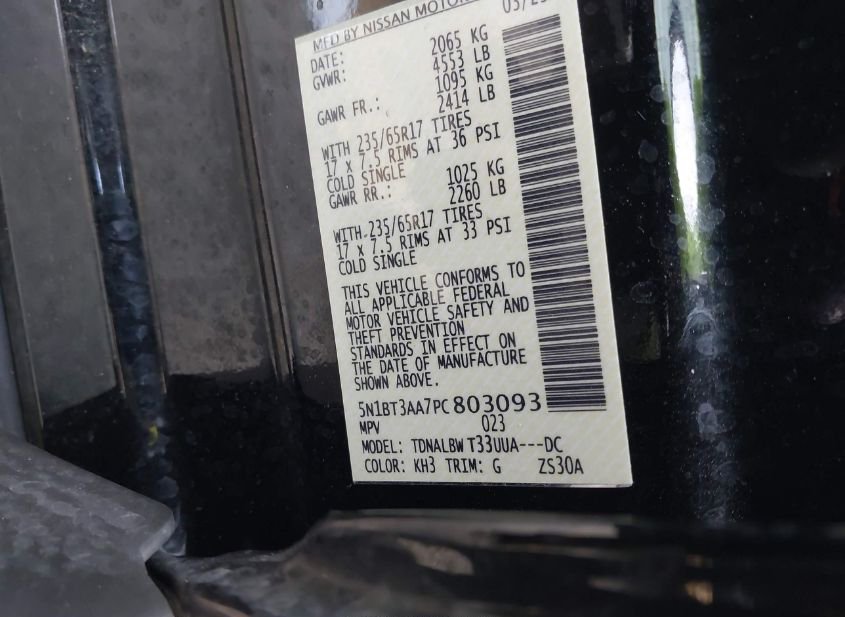 MFD BY NISSAN MOTOR
DATE:
GVWR: 2065 KG
4553 LB
GAWR FR.: 1095 KG
2414 LB
WITH 235/65R17 TIRES
17 X 7.5 RIMS AT 36 PSI
COLD SINGLE
GAWR RR.: 1025 KG
2260 LB
WITH 235/65R17 TIRES
17 X 7.5 RIMS AT 33 PSI
COLD SINGLE
THIS VEHICLE CONFORMS TO
ALL APPLICABLE FEDERAL
MOTOR VEHICLE SAFETY AND
THEFT PREVENTION
STANDARDS IN EFFECT ON
THE DATE OF MANUFACTURE
SHOWN ABOVE.
5N1BT3AA7PC803093
MPV 023
MODEL: TDNALBWT33UUA---DC
COLOR: KH3 TRIM: G ZS30A